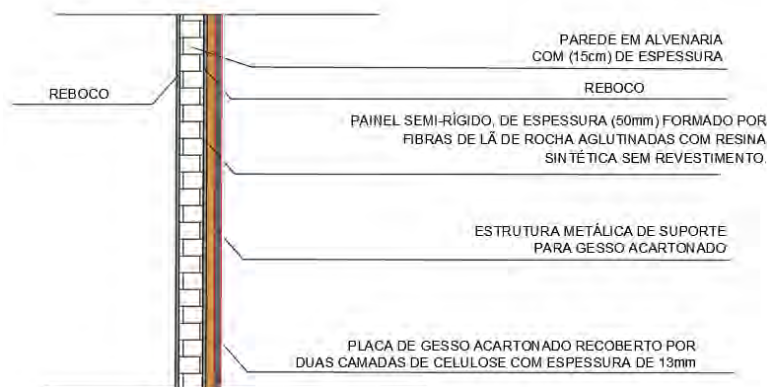 PAREDE EM ALVENARIA
COM (15cm) DE ESPESSURA
REBOCO
REBOCO
PAINEL SEMI-RÍGIDO, DE ESPESSURA (50mm) FORMADO POR
FIBRAS DE LÃ DE ROCHA AGLUTINADAS COM RESINA
SINTÉTICA SEM REVESTIMENTO.
ESTRUTURA METÁLICA DE SUPORTE
PARA GESSO ACARTONADO
PLACA DE GESSO ACARTONADO RECOBERTO POR
DUAS CAMADAS DE CELULOSE COM ESPESSURA DE 13mm